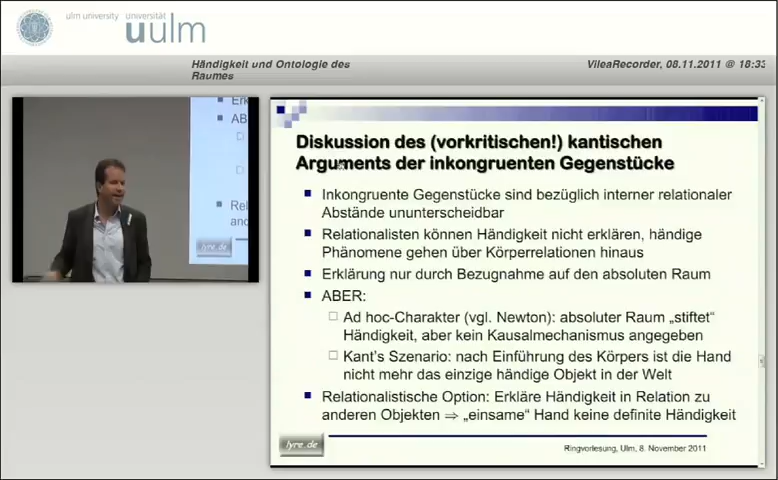 ulm university universität
uulm
Händigkeit und Ontologie des
Raumes
VileaRecorder, 08.11.2011 @ 18:33
Diskussion des (vorkritischen!) kantischen
Arguments der inkongruenten Gegenstücke
Inkongruente Gegenstücke sind bezüglich interner relationaler
Abstände ununterscheidbar
Relationalisten können Händigkeit nicht erklären, händige
Phänomene gehen über Körperrelationen hinaus
Erklärung nur durch Bezugnahme auf den absoluten Raum
ABER:
Ad hoc-Charakter (vgl. Newton): absoluter Raum „stiftet“
Händigkeit, aber kein Kausalmechanismus angegeben
Kant's Szenario: nach Einführung des Körpers ist die Hand
nicht mehr das einzige händige Objekt in der Welt
Relationalistische Option: Erkläre Händigkeit in Relation zu
anderen Objekten ⇒ „einsame“ Hand keine definite Händigkeit
lyre.de
Ringvorlesung, Ulm, 8. November 2011
AB
Rel
and
lyre.de